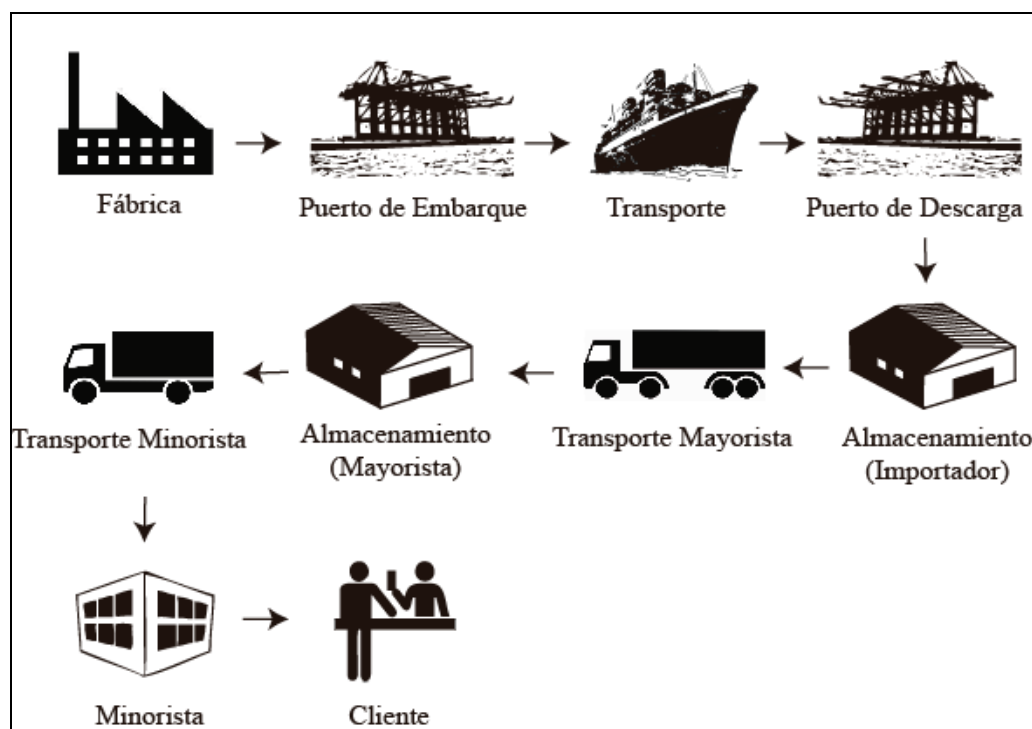 Fábrica
Puerto de Embarque
Transporte
Puerto de Descarga
Transporte Minorista
Almacenamiento
(Mayorista)
Transporte Mayorista
Almacenamiento
(Importador)
Minorista
Cliente